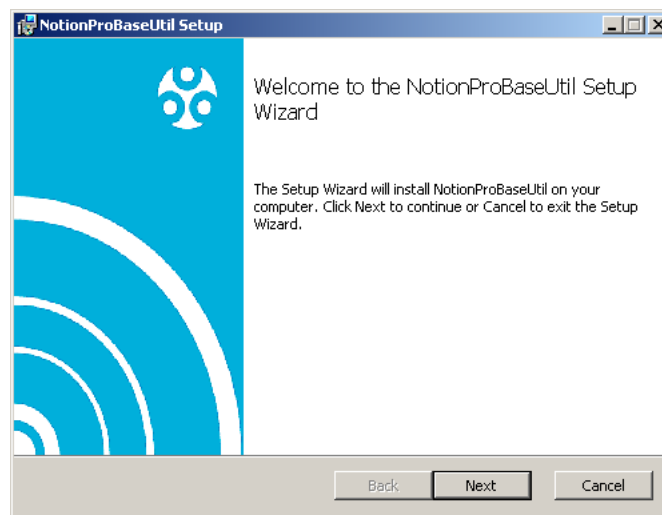 NotionProBaseUtil Setup
Welcome to the NotionProBaseUtil Setup
Wizard
The Setup Wizard will install NotionProBaseUtil on your
computer. Click Next to continue or Cancel to exit the Setup
Wizard.
Back Next Cancel